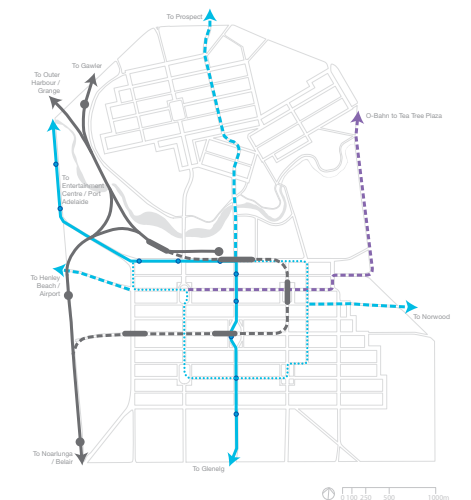 To Prospect
To Gawler
To Outer
Harbour /
Grange
O-Bahn to Tea Tree Plaza
To
Entertainment
Centre / Port
Adelaide
To Henley
Beach /
Airport
To Norwood
To Noarlunga
/ Belair
To Glenelg
0 100 250 500 1000m